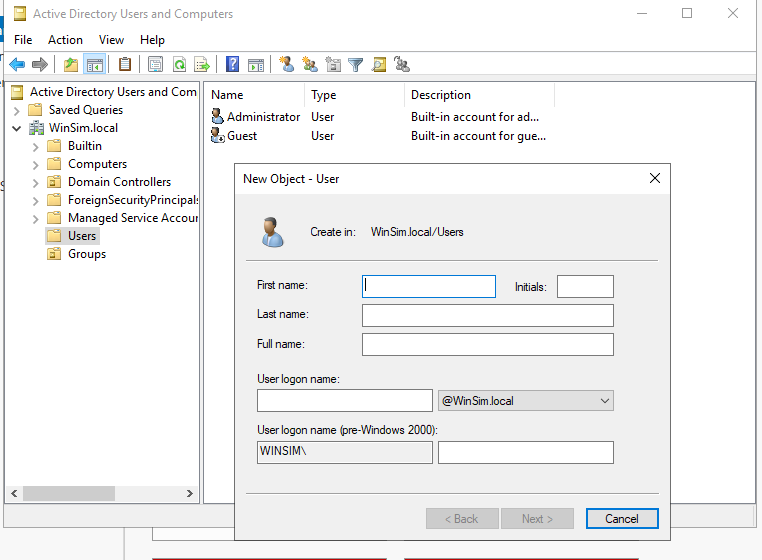 Active Directory Users and Computers
File Action View Help
Active Directory Users and Com
Saved Queries
WinSim.local
Builtin
Computers
Domain Controllers
ForeignSecurityPrincipals
Managed Service Accour
Users
Groups
Name Type Description
Administrator User Built-in account for ad...
Guest User Built-in account for gue...
New Object - User
Create in: WinSim.local/Users
First name: Initials:
Last name:
Full name:
User logon name:
@WinSim.local
User logon name (pre-Windows 2000):
WINSIM\
< Back Next > Cancel